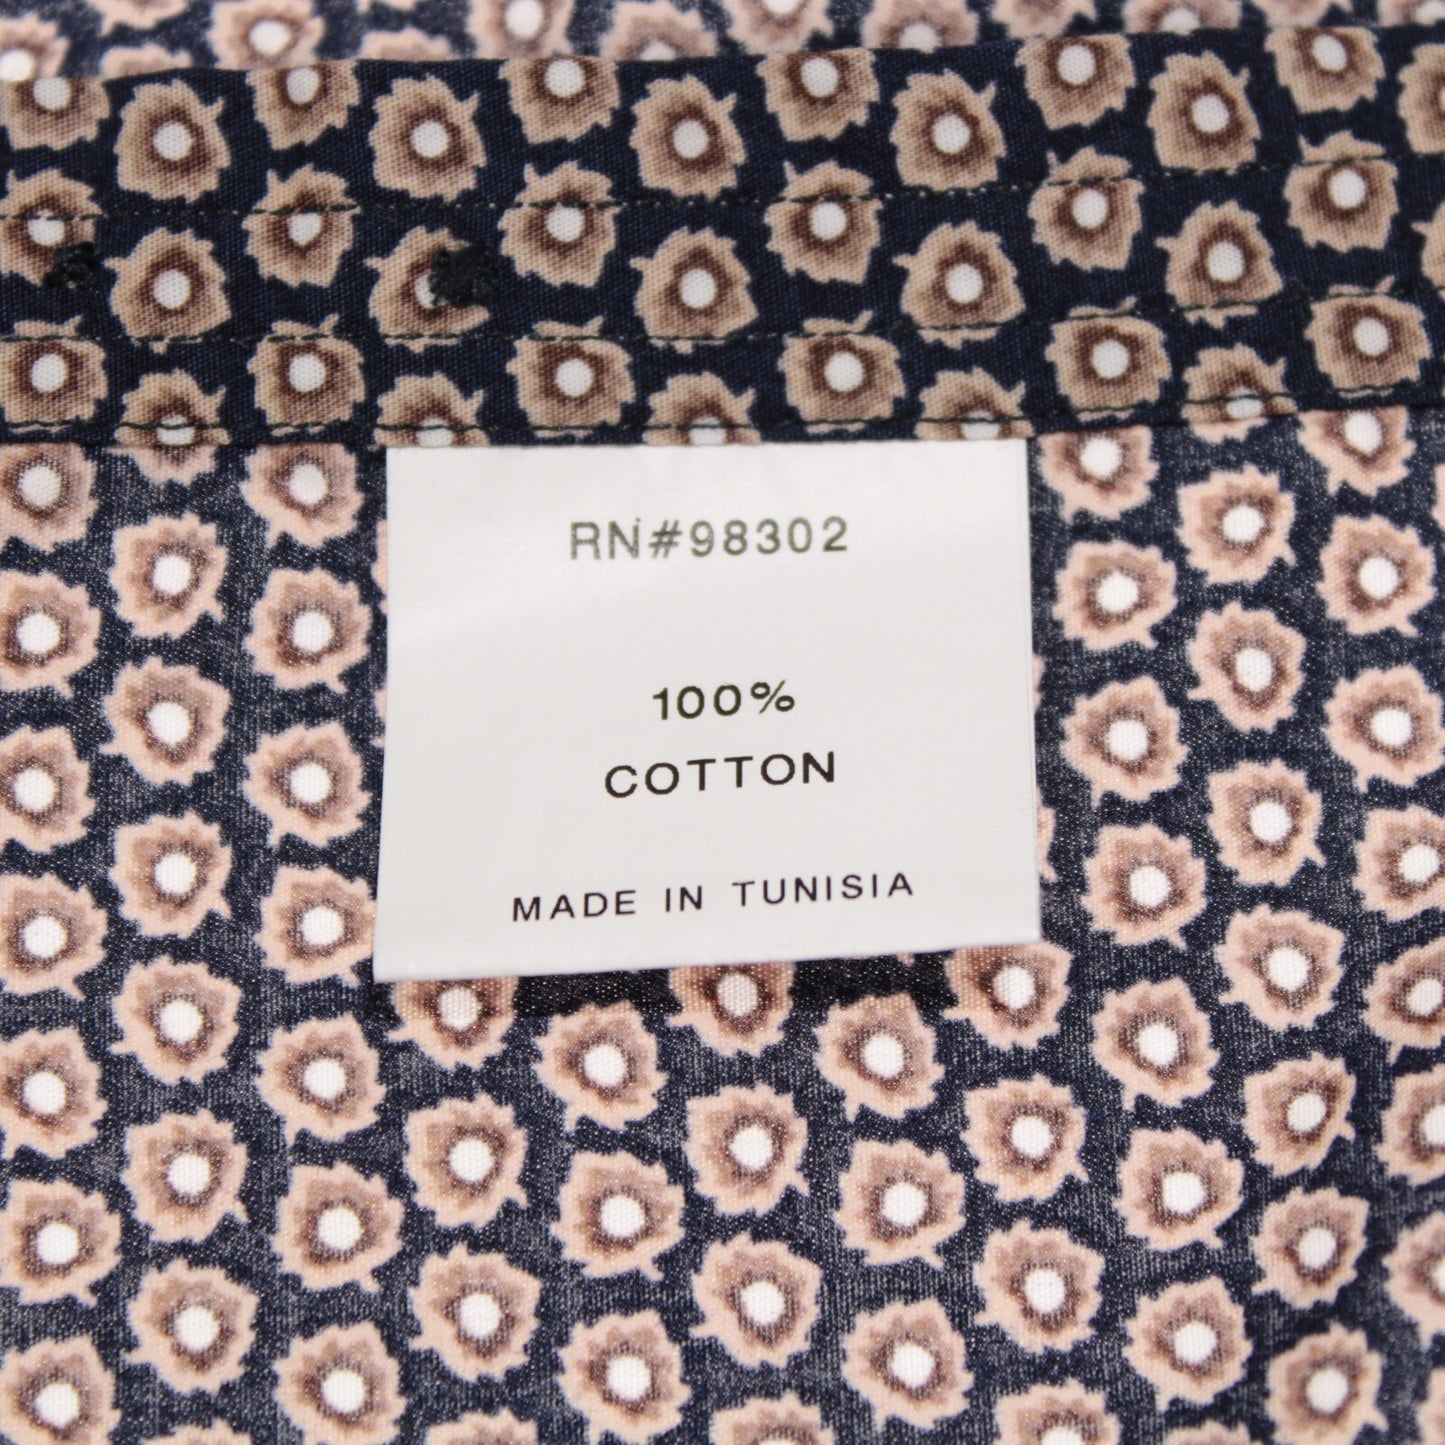 RN#98302
100%
COTTON
MADE IN TUNISIA